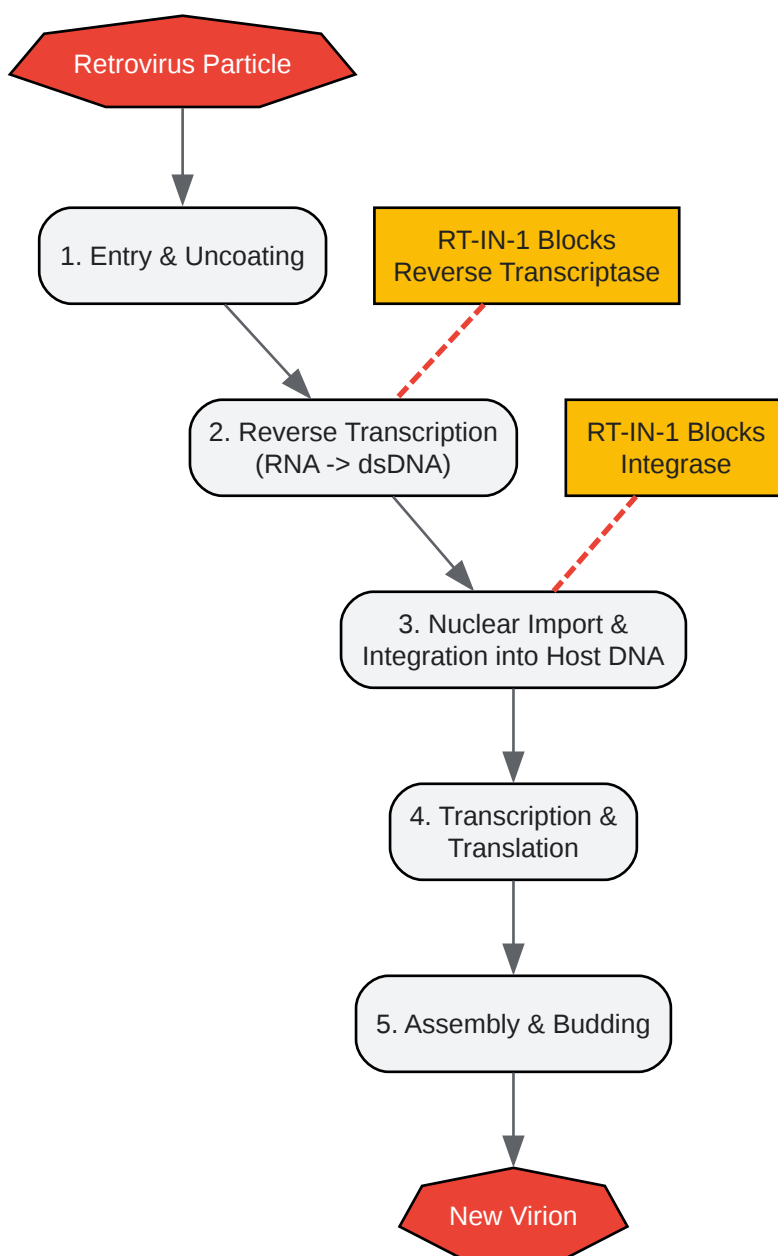 Retrovirus Particle
1. Entry & Uncoating
RT-IN-1 Blocks
Reverse Transcriptase
2. Reverse Transcription
(RNA -> dsDNA)
RT-IN-1 Blocks
Integrase
3. Nuclear Import &
Integration into Host DNA
4. Transcription &
Translation
5. Assembly & Budding
New Virion